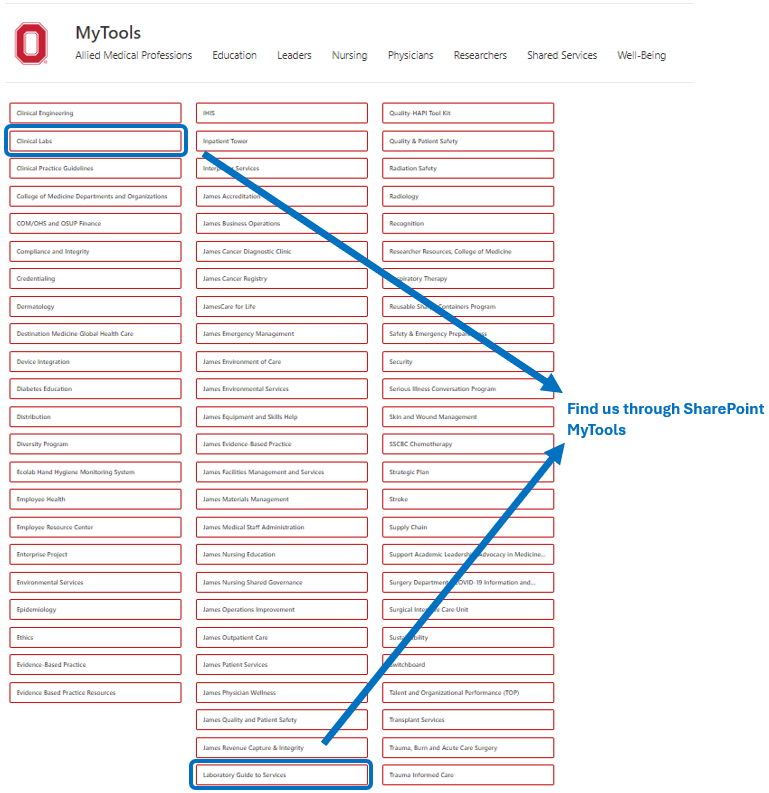 MyTools
Allied Medical Professions Education Leaders Nursing Physicians Researchers Shared Services Well-Being
Clinical Engineering
Clinical Labs
Clinical Practice Guidelines
College of Medicine Departments and Organizations
COM/OHS and OSUP Finance
Compliance and Integrity
Credentialing
Dermatology
Destination Medicine Global Health Care
Device Integration
Diabetes Education
Distribution
Diversity Program
Ecolab Hand Hygiene Monitoring System
Employee Health
Employee Resource Center
Enterprise Project
Environmental Services
Epidemiology
Ethics
Evidence-Based Practice
Evidence Based Practice Resources
IHIS
Inpatient Tower
Services
James Accreditation
James Business Operations
James Cancer Diagnostic Clinic
James Cancer Registry
JamesCare for Life
James Emergency Management
James Environment of Care
James Environmental Services
James Equipment and Skills Help
James Evidence-Based Practice
James Facilities Management and Services
James Materials Management
James Medical Staff Administration
James Nursing Education
James Nursing Shared Governance
James Operations Improvement
James Outpatient Care
James Patient Services
James Physician Wellness
James Quality and Patient Safety
James Revenue Capture & Integrity
Laboratory Guide to Services
Quality-HAPI Tool Kit
Quality & Patient Safety
Radiation Safety
Radiology
Recognition
Researcher Resources, College of Medicine
Respiratory Therapy
Reusable Containers Program
Safety & Emergency
Security
Serious Illness Conversation Program
Skin and Wound Management
SSCBC Chemotherapy
Strategic Plan
Stroke
Supply Chain
Support Academic Leadership Advocacy in Medicine...
Surgery Department COVID-19 Information and...
Surgical Care Unit
Sustainability
Switchboard
Talent and Organizational Performance (TOP)
Transplant Services
Trauma, Burn and Acute Care Surgery
Trauma Informed Care
Find us through SharePoint
MyTools